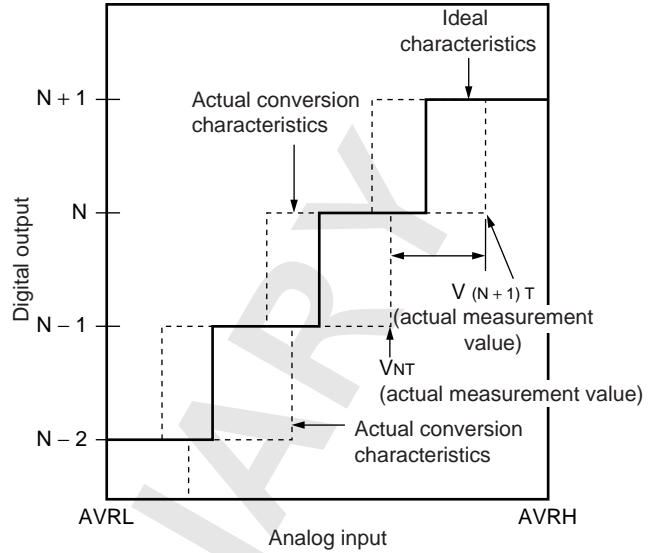 Ideal
characteristics
N + 1
Actual conversion
characteristics
N
Digital output
V (N + 1) T
(actual measurement
value)
N – 1
VNT
(actual measurement value)
Actual conversion
characteristics
N – 2
AVRL
AVRH
Analog input